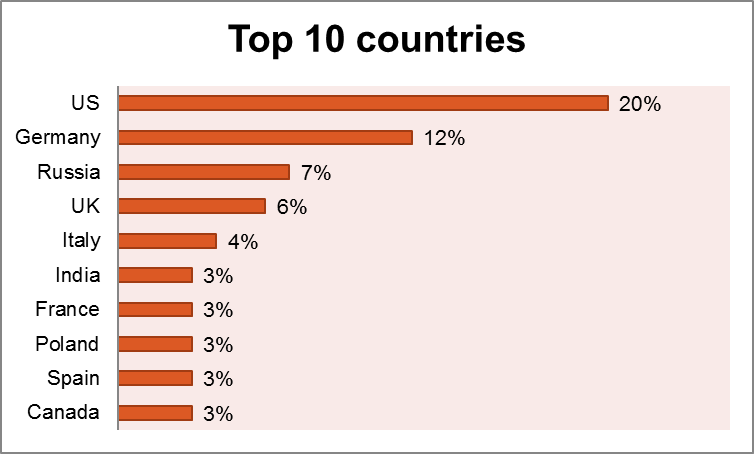 Top 10 countries
US 20%
Germany 12%
Russia 7%
UK 6%
Italy 4%
India 3%
France 3%
Poland 3%
Spain 3%
Canada 3%